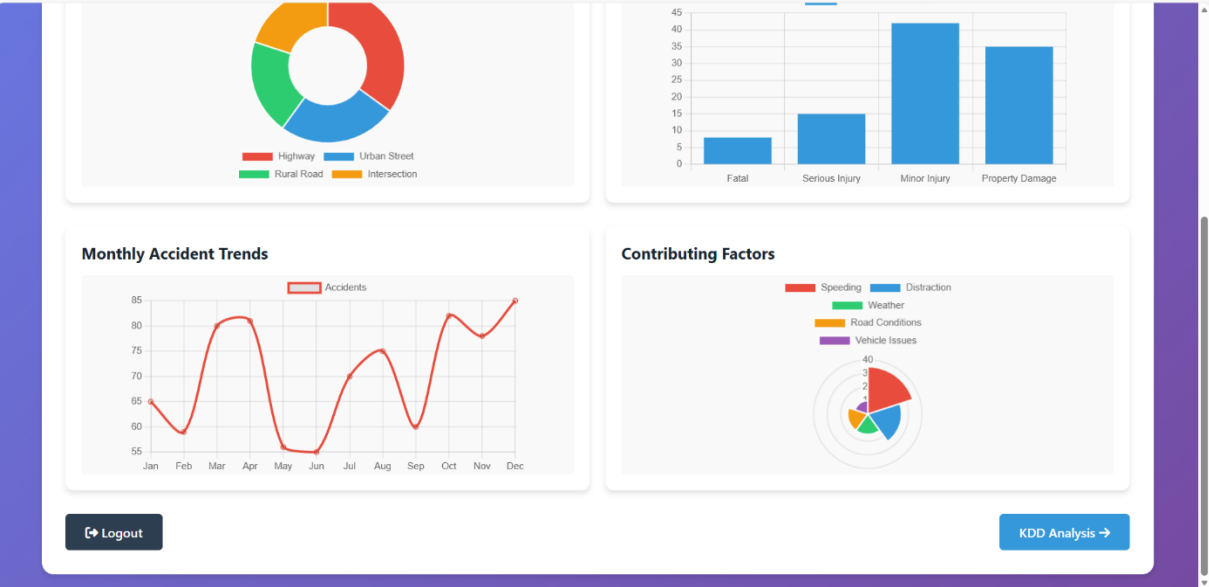 Highway Urban Street
Rural Road Intersection
45
40
35
30
25
20
15
10
5
0
Fatal Serious Injury Minor Injury Property Damage
Monthly Accident Trends
Accidents
85
80
75
70
65
60
55
Jan Feb Mar Apr May Jun Jul Aug Sep Oct Nov Dec
Contributing Factors
Speeding Distraction
Weather
Road Conditions
Vehicle Issues
40
Logout
KDD Analysis